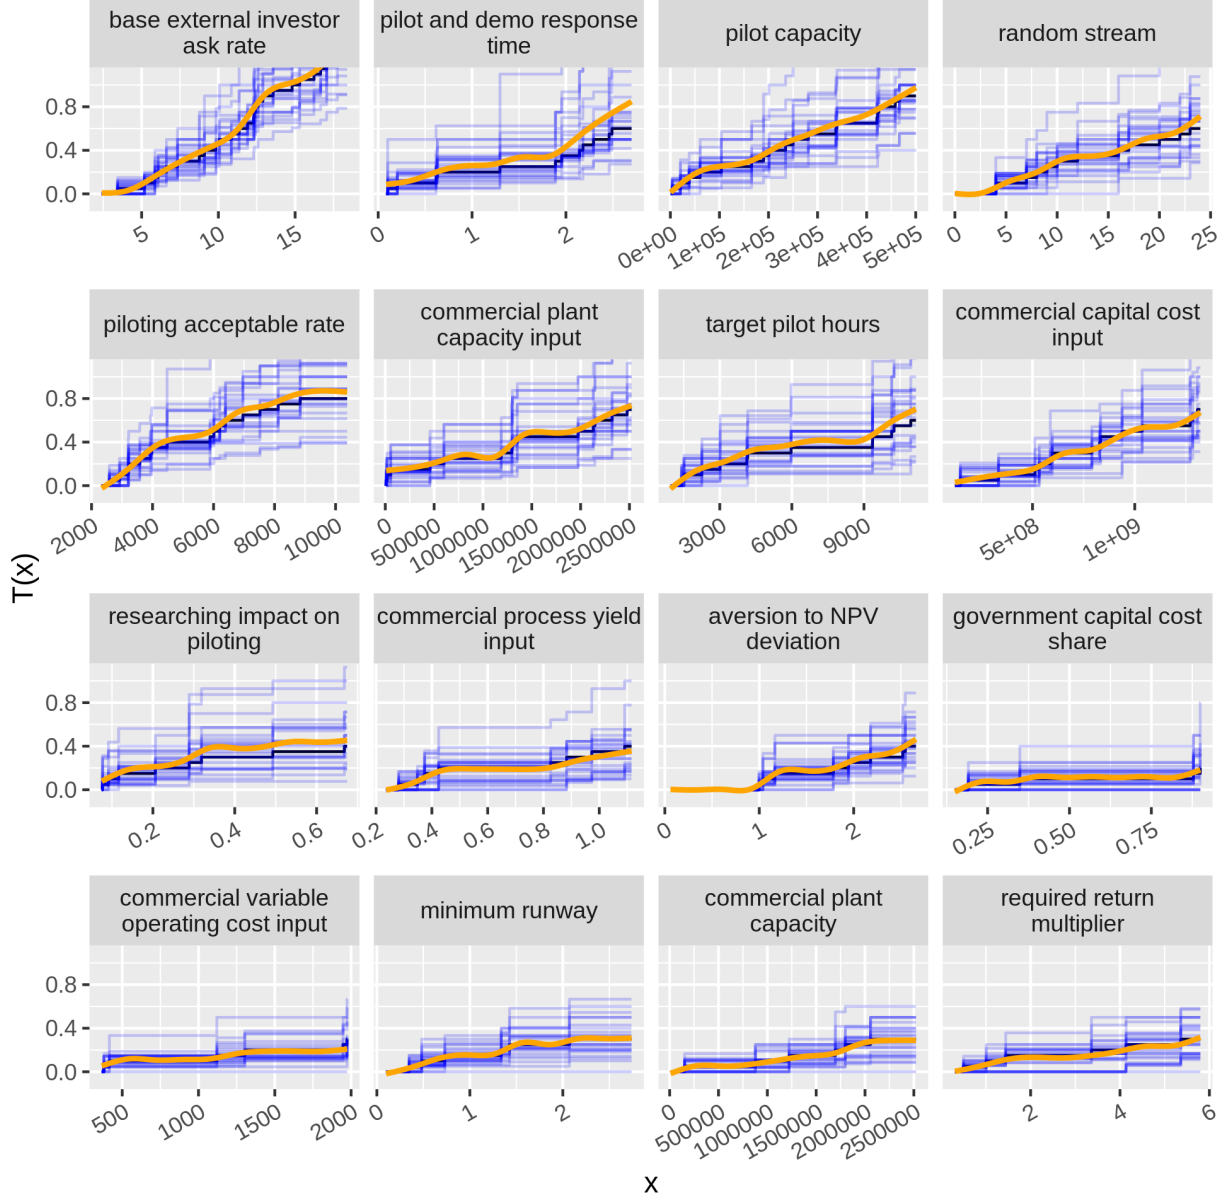 base external investor
ask rate
pilot and demo response
time
pilot capacity
random stream
0.8
0.4
0.0
5
10
15
0
1
2
0e+00
1e+05
2e+05
3e+05
4e+05
5e+05
0
5
10
15
20
25
piloting acceptable rate
commercial plant
capacity input
target pilot hours
commercial capital cost
input
0.8
0.4
0.0
2000
4000
6000
8000
10000
0
500000
1000000
1500000
2000000
2500000
3000
6000
9000
5e+08
1e+09
T(x)
researching impact on
piloting
commercial process yield
input
aversion to NPV
deviation
government capital cost
share
0.8
0.4
0.0
0.2
0.4
0.6
0.2
0.4
0.6
0.8
1.0
0
1
2
0.25
0.50
0.75
commercial variable
operating cost input
minimum runway
commercial plant
capacity
required return
multiplier
0.8
0.4
0.0
500
1000
1500
2000
0
1
2
0
500000
1000000
1500000
2000000
2500000
2
4
6
x